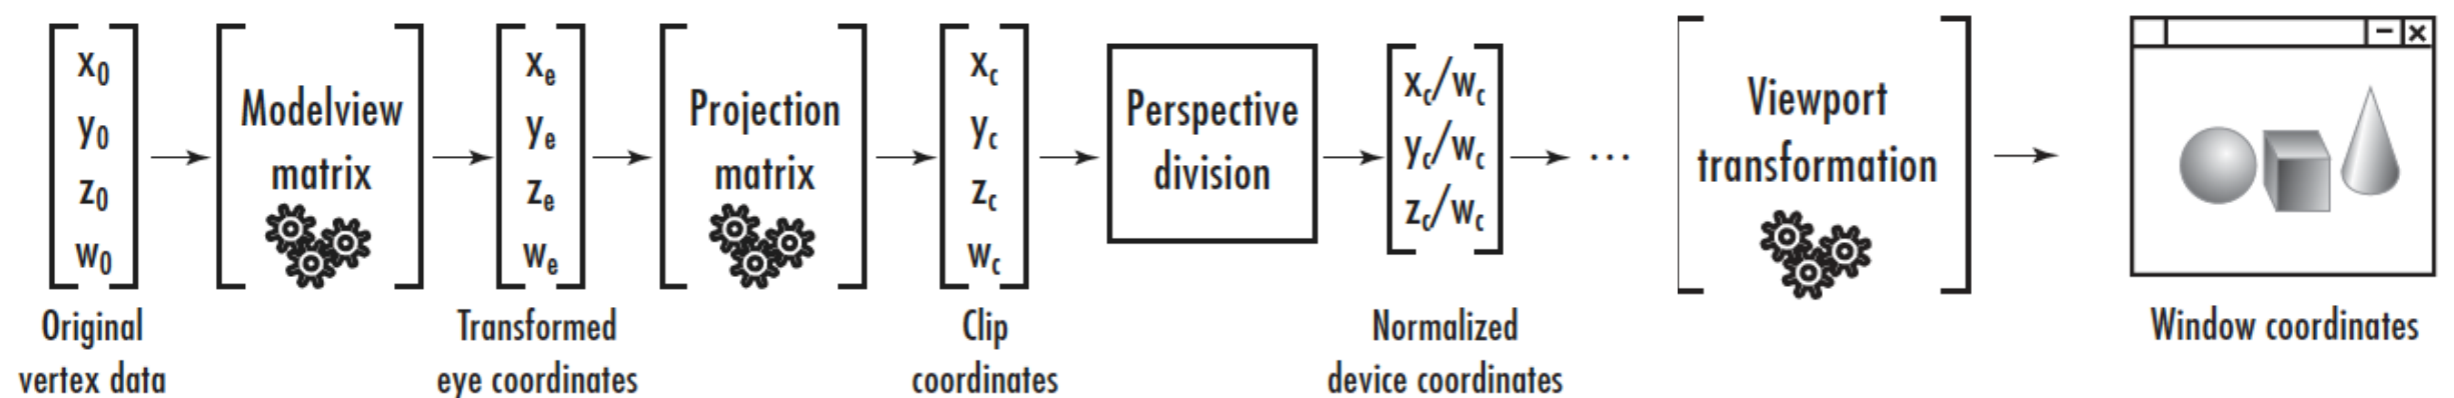 x0
y0
z0
w0
Original
vertex data
Modelview
matrix
xe
ye
ze
we
Transformed
eye coordinates
Projection
matrix
xc
yc
zc
wc
Clip
coordinates
Perspective
division
xc/wc
yc/wc
zc/wc
Normalized
device coordinates
...
Viewport
transformation
Window coordinates